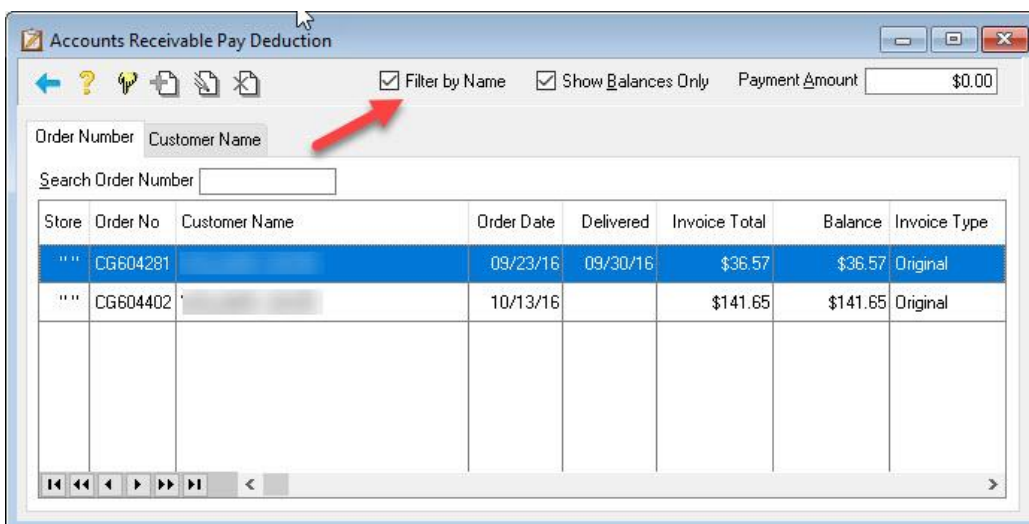 Accounts Receivable Pay Deduction
Filter by Name Show Balances Only Payment Amount $0.00
Order Number Customer Name
Search Order Number
Store Order No Customer Name Order Date Delivered Invoice Total Balance Invoice Type
" " CG604281 09/23/16 09/30/16 $36.57 $36.57 Original
" " CG604402 10/13/16 $141.65 $141.65 Original